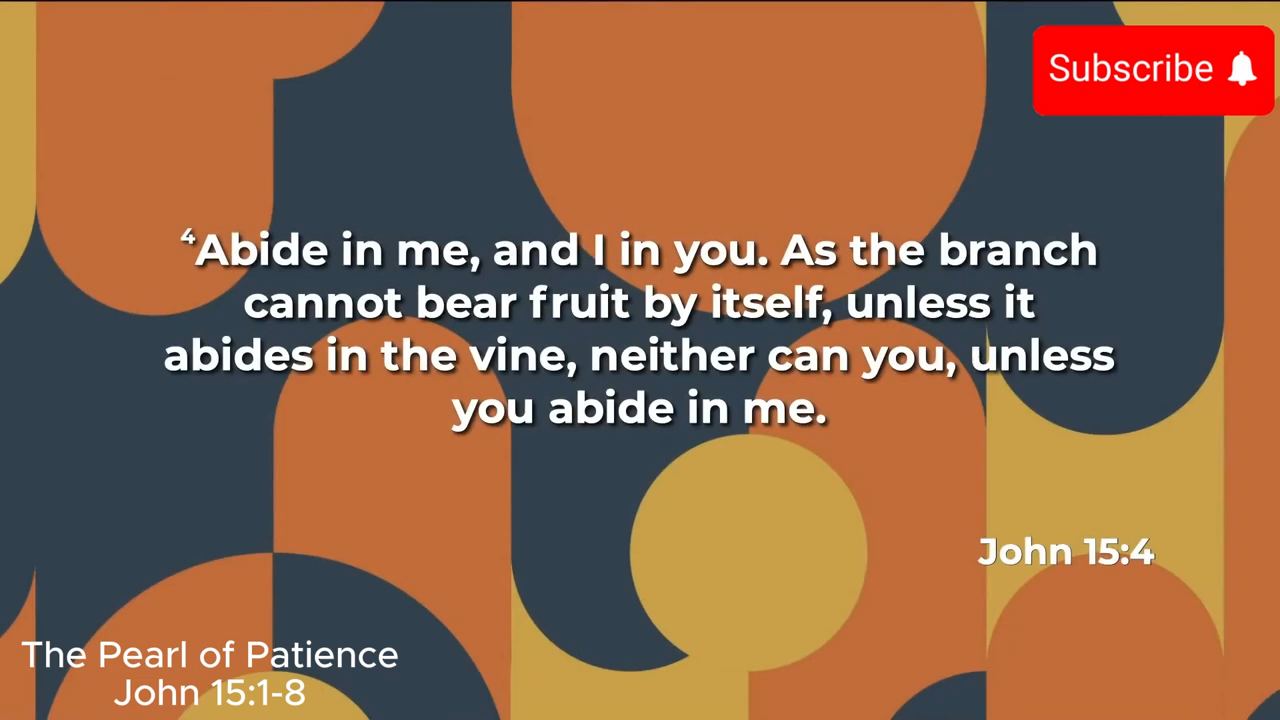 Subscribe
⁴Abide in me, and I in you. As the branch
cannot bear fruit by itself, unless it
abides in the vine, neither can you, unless
you abide in me.
John 15:4
The Pearl of Patience
John 15:1-8